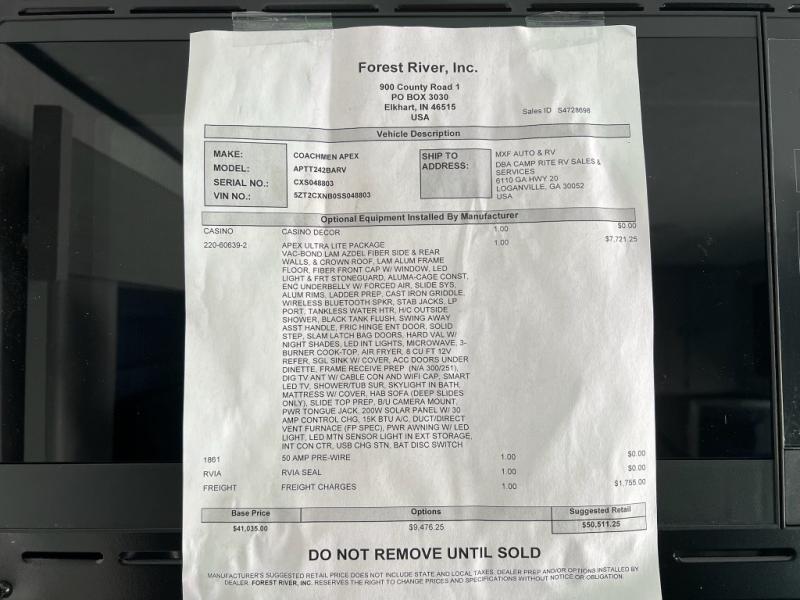 Forest River, Inc.
900 County Road 1
PO BOX 3030
Elkhart, IN 46515
USA
Sales ID S4728698
Vehicle Description
MAKE: COACHMEN APEX
MODEL: APTT242BARV
SERIAL NO.: CXS048803
VIN NO.: 5ZT2CXNB0SS048803
SHIP TO ADDRESS:
MXF AUTO & RV
DBA CAMP RITE RV SALES &
SERVICES
6110 GA HWY 20
LOGANVILLE, GA 30052
USA
Optional Equipment Installed By Manufacturer
CASINO CASINO DECOR 1.00 $0.00
220-60639-2 APEX ULTRA LITE PACKAGE 1.00 $7,721.25
VAC-BOND LAM AZDEL FIBER SIDE & REAR
WALLS, & CROWN ROOF, LAM ALUM FRAME
FLOOR, FIBER FRONT CAP W/ WINDOW, LED
LIGHT & FRT STONEGUARD, ALUMA-CAGE CONST,
ENC UNDERBELLY W/ FORCED AIR, SLIDE SYS,
ALUM RIMS, LADDER PREP, CAST IRON GRIDDLE,
WIRELESS BLUETOOTH SPKR, STAB JACKS, LP
PORT, TANKLESS WATER HTR, H/C OUTSIDE
SHOWER, BLACK TANK FLUSH, SWING AWAY
ASST HANDLE, FRIC HINGE ENT DOOR, SOLID
STEP, SLAM LATCH BAG DOORS, HARD VAL W/
NIGHT SHADES, LED INT LIGHTS, MICROWAVE, 3-
BURNER COOK-TOP, AIR FRYER, 8 CU FT 12V
REFER, SGL SINK W/ COVER, ACC DOORS UNDER
DINETTE, FRAME RECEIVE PREP (N/A 300/251),
DIG TV ANT W/ CABLE CON AND WIFI CAP, SMART
LED TV, SHOWER/TUB SUR, SKYLIGHT IN BATH,
MATTRESS W/ COVER, HAB SOFA (DEEP SLIDES
ONLY), SLIDE TOP PREP, B/U CAMERA MOUNT,
PWR TONGUE JACK, 200W SOLAR PANEL W/ 30
AMP CONTROL CHG, 15K BTU A/C, DUCT/DIRECT
VENT FURNACE (FP SPEC), PWR AWNING W/ LED
LIGHT, LED MTN SENSOR LIGHT IN EXT STORAGE,
INT CON CTR, USB CHG STN, BAT DISC SWITCH
1861 50 AMP PRE-WIRE 1.00 $0.00
RVIA RVIA SEAL 1.00 $0.00
FREIGHT FREIGHT CHARGES 1.00 $1,755.00
Base Price Options Suggested Retail
$41,035.00 $9,476.25 $50,511.25
DO NOT REMOVE UNTIL SOLD
MANUFACTURER'S SUGGESTED RETAIL PRICE DOES NOT INCLUDE STATE AND LOCAL TAXES, DEALER PREP AND/OR OPTIONS INSTALLED BY
DEALER. FOREST RIVER, INC. RESERVES THE RIGHT TO CHANGE PRICES AND SPECIFICATIONS WITHOUT NOTICE OR OBLIGATION.